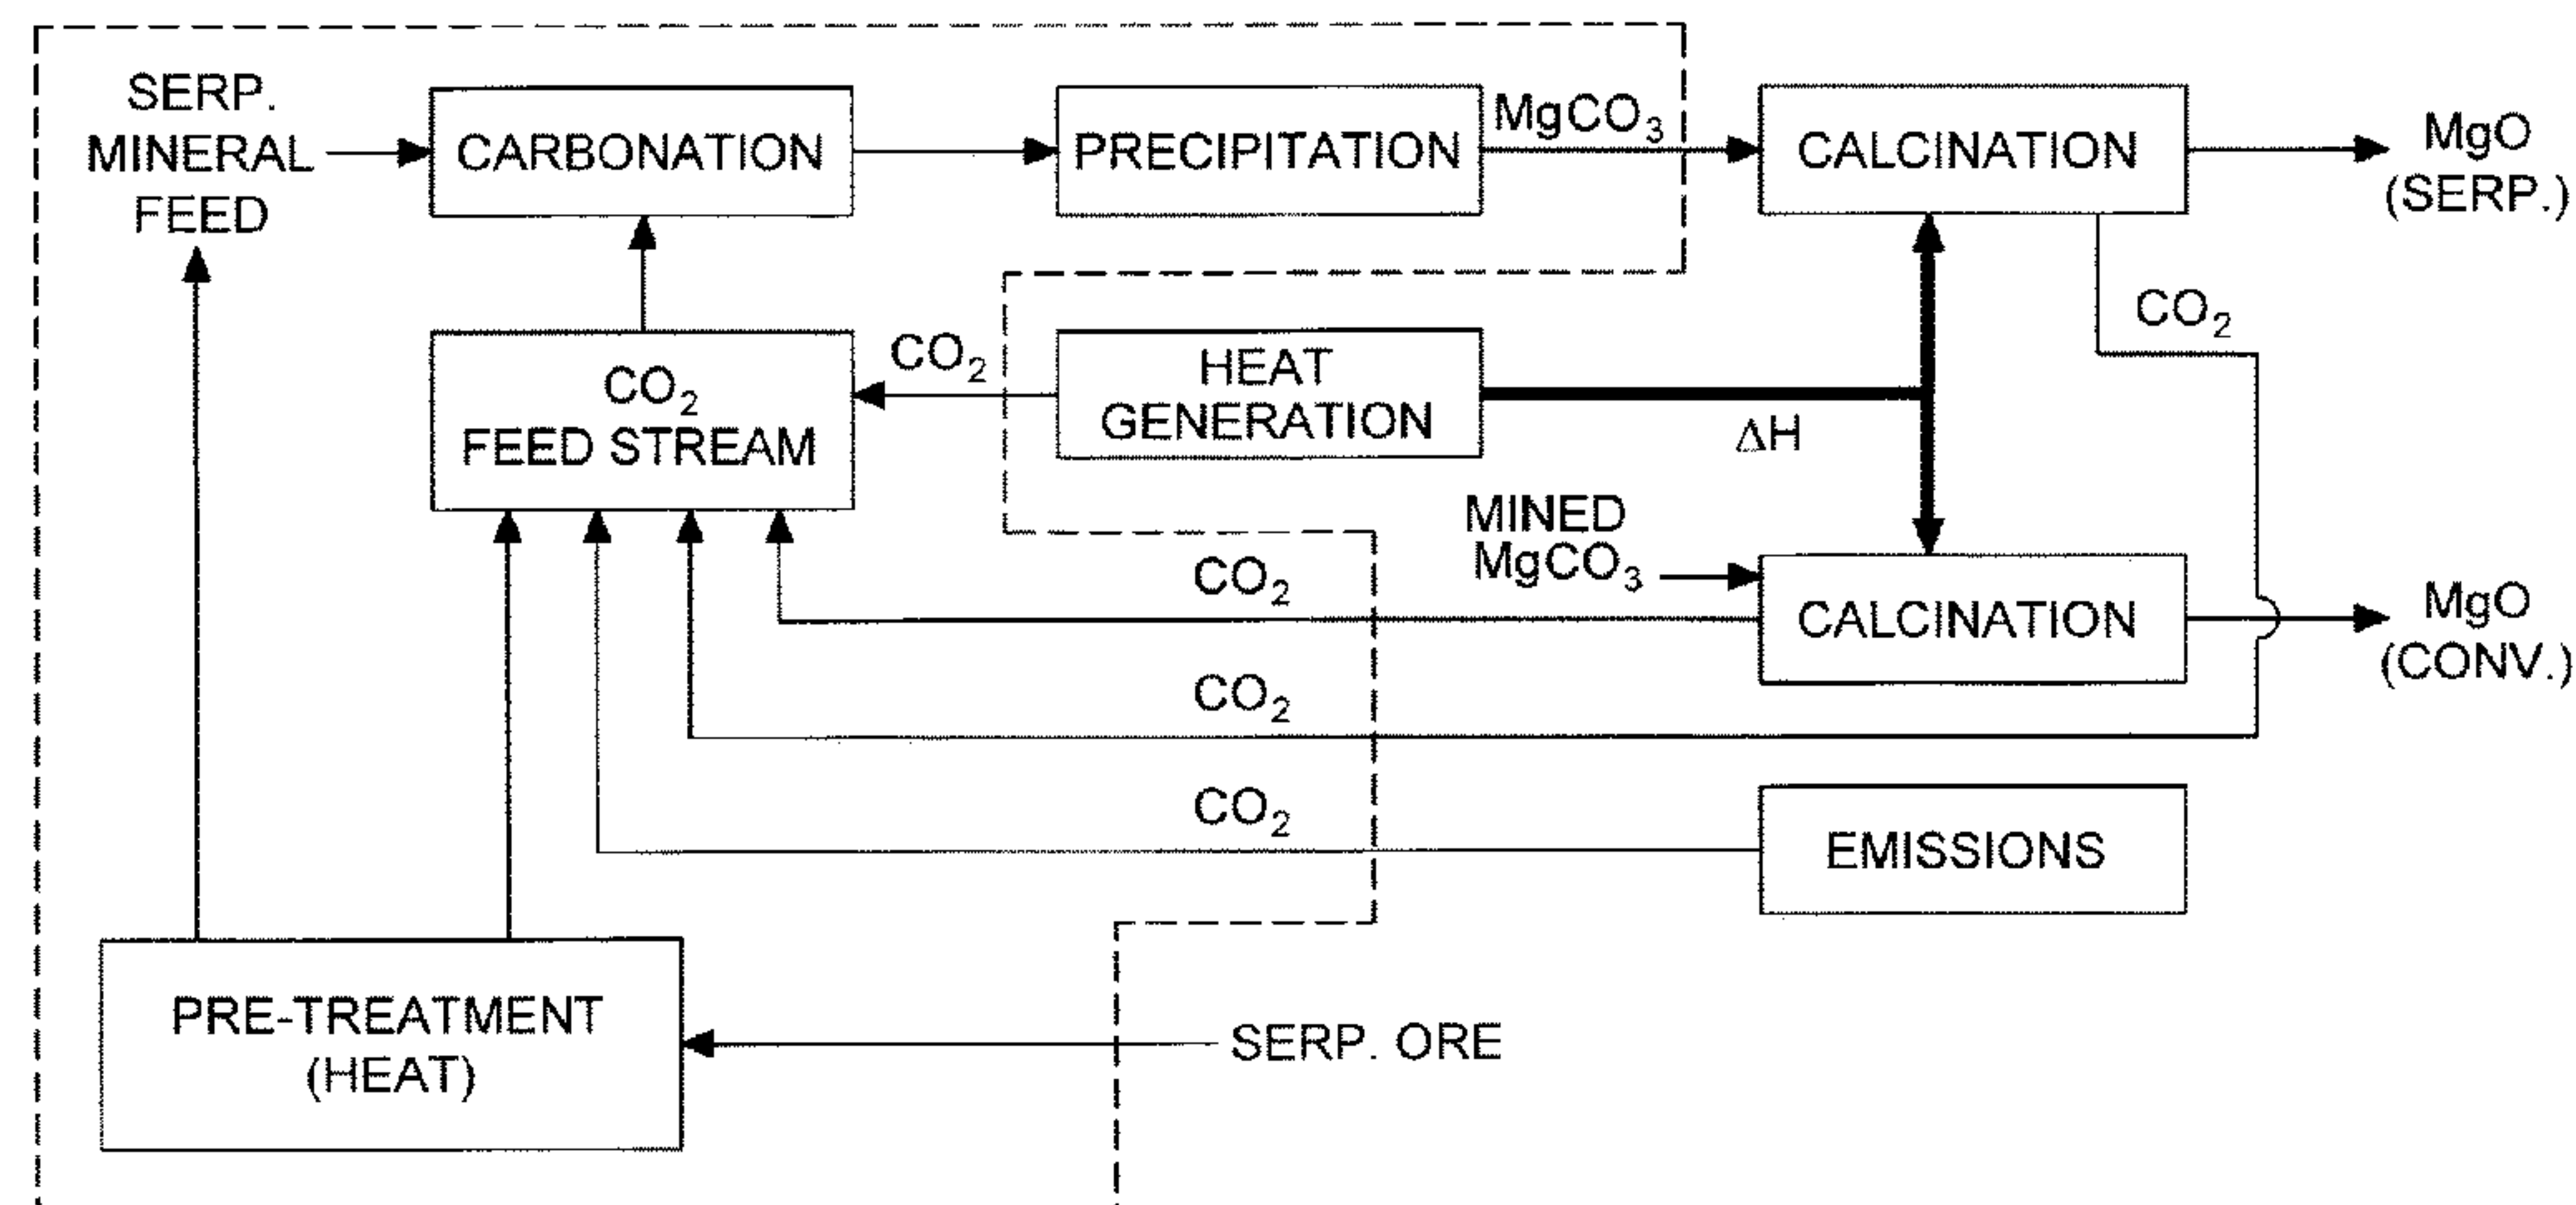 SERP.
MINERAL
FEED
CARBONATION
PRECIPITATION
MgCO₃
CALCINATION
MgO
(SERP.)
CO₂
FEED STREAM
CO₂
HEAT
GENERATION
ΔH
CO₂
MINED
MgCO₃
CALCINATION
MgO
(CONV.)
CO₂
CO₂
CO₂
EMISSIONS
PRE-TREATMENT
(HEAT)
SERP. ORE